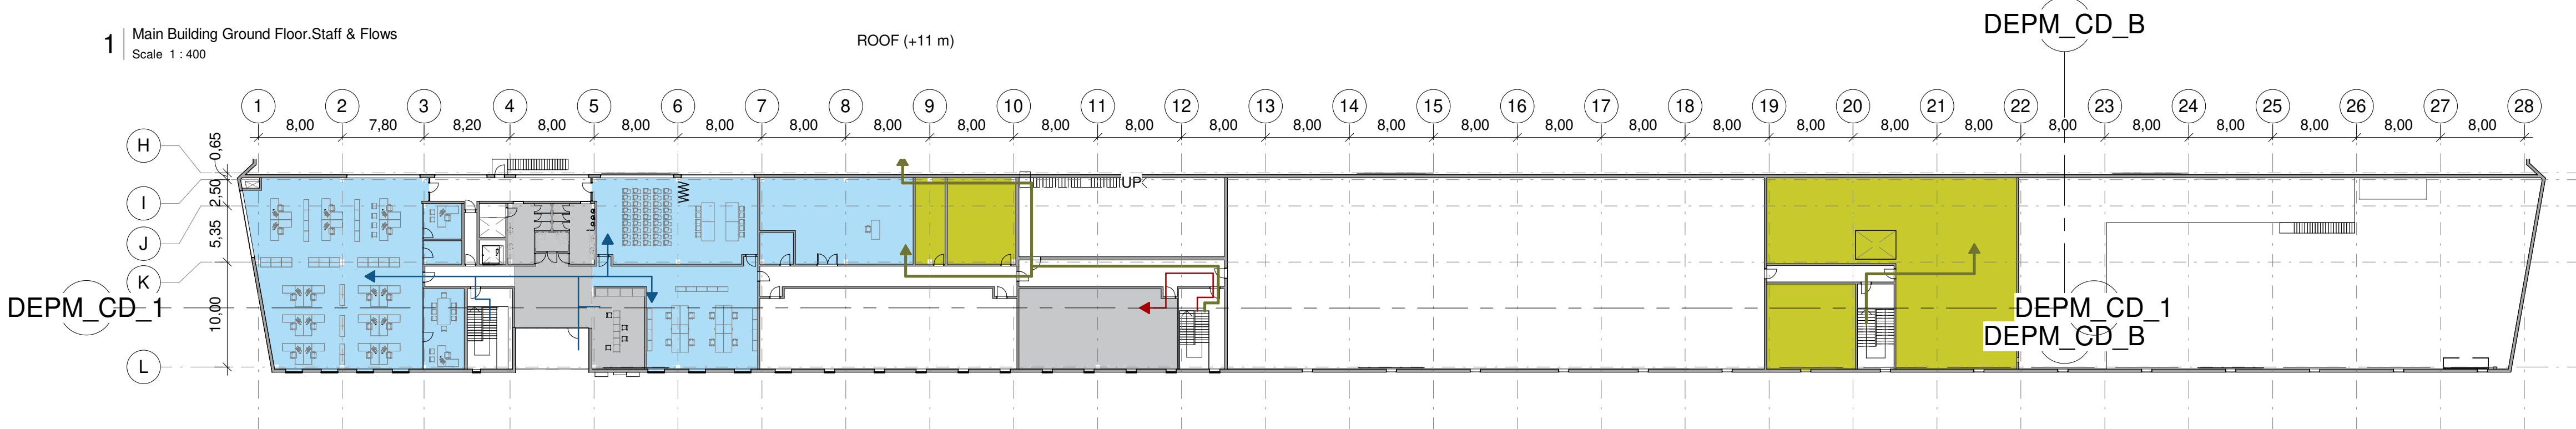 DEPM_CD_B
1
Main Building Ground Floor.Staff & Flows
Scale 1 : 400
ROOF (+11 m)
1 2 3 4 5 6 7 8 9 10 11 12 13 14 15 16 17 18 19 20 21 22 23 24 25 26 27 28
8,00 7,80 8,20 8,00 8,00 8,00 8,00 8,00 8,00 8,00 8,00 8,00 8,00 8,00 8,00 8,00 8,00 8,00 8,00 8,00 8,00 8,00 8,00 8,00 8,00 8,00 8,00
H
0,65
I
2,50
UP
J
5,35
K
10,00
DEPM_CD_1
DEPM_CD_1
DEPM_CD_B
L